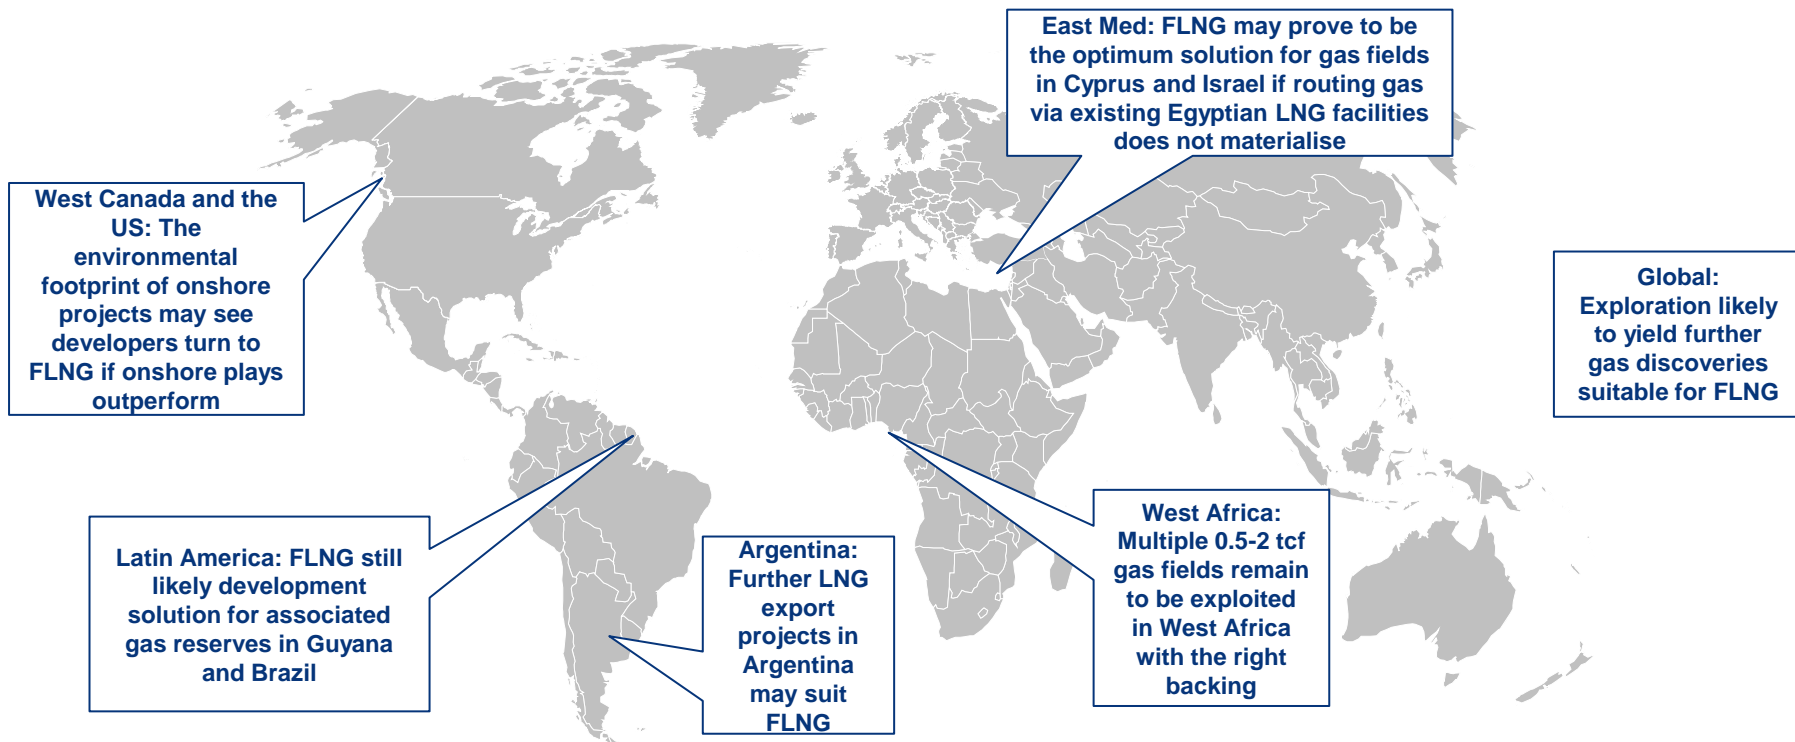 East Med: FLNG may prove to be
the optimum solution for gas fields
in Cyprus and Israel if routing gas
via existing Egyptian LNG facilities
does not materialise
West Canada and the
US: The
environmental
footprint of onshore
projects may see
developers turn to
FLNG if onshore plays
outperform
Global:
Exploration likely
to yield further
gas discoveries
suitable for FLNG
Latin America: FLNG still
likely development
solution for associated
gas reserves in Guyana
and Brazil
Argentina:
Further LNG
export
projects in
Argentina
may suit
FLNG
West Africa:
Multiple 0.5-2 tcf
gas fields remain
to be exploited
in West Africa
with the right
backing